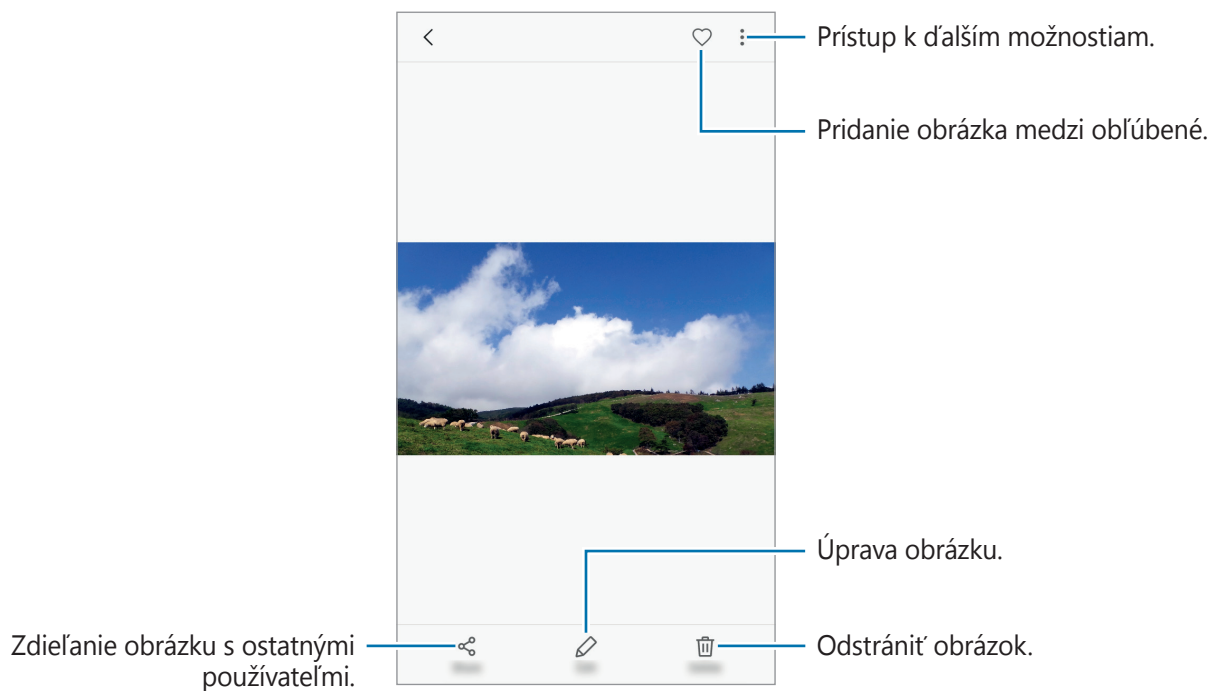 Prístup k ďalším možnostiam.
Pridanie obrázka medzi obľúbené.
Úprava obrázku.
Zdieľanie obrázku s ostatnými
používateľmi.
Odstrániť obrázok.